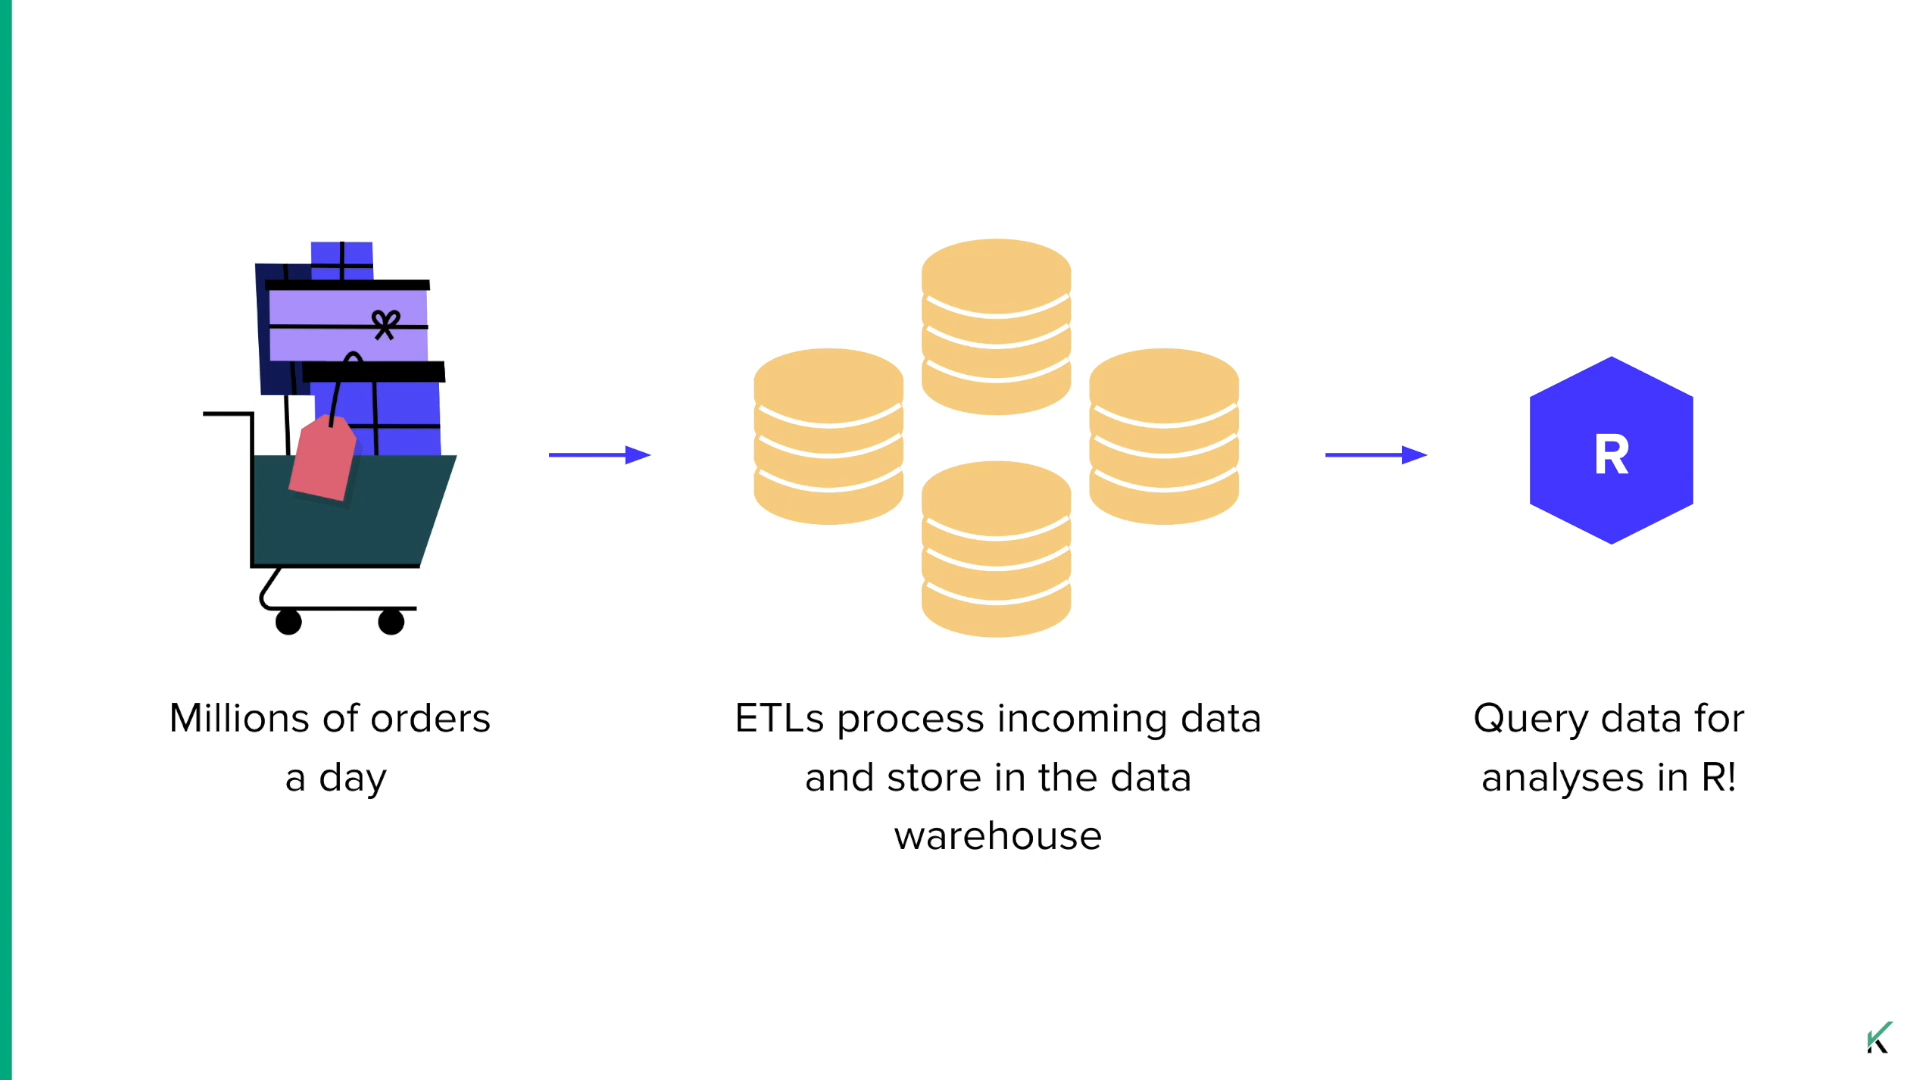 R
Millions of orders
a day
ETLs process incoming data
and store in the data
warehouse
Query data for
analyses in R!
K